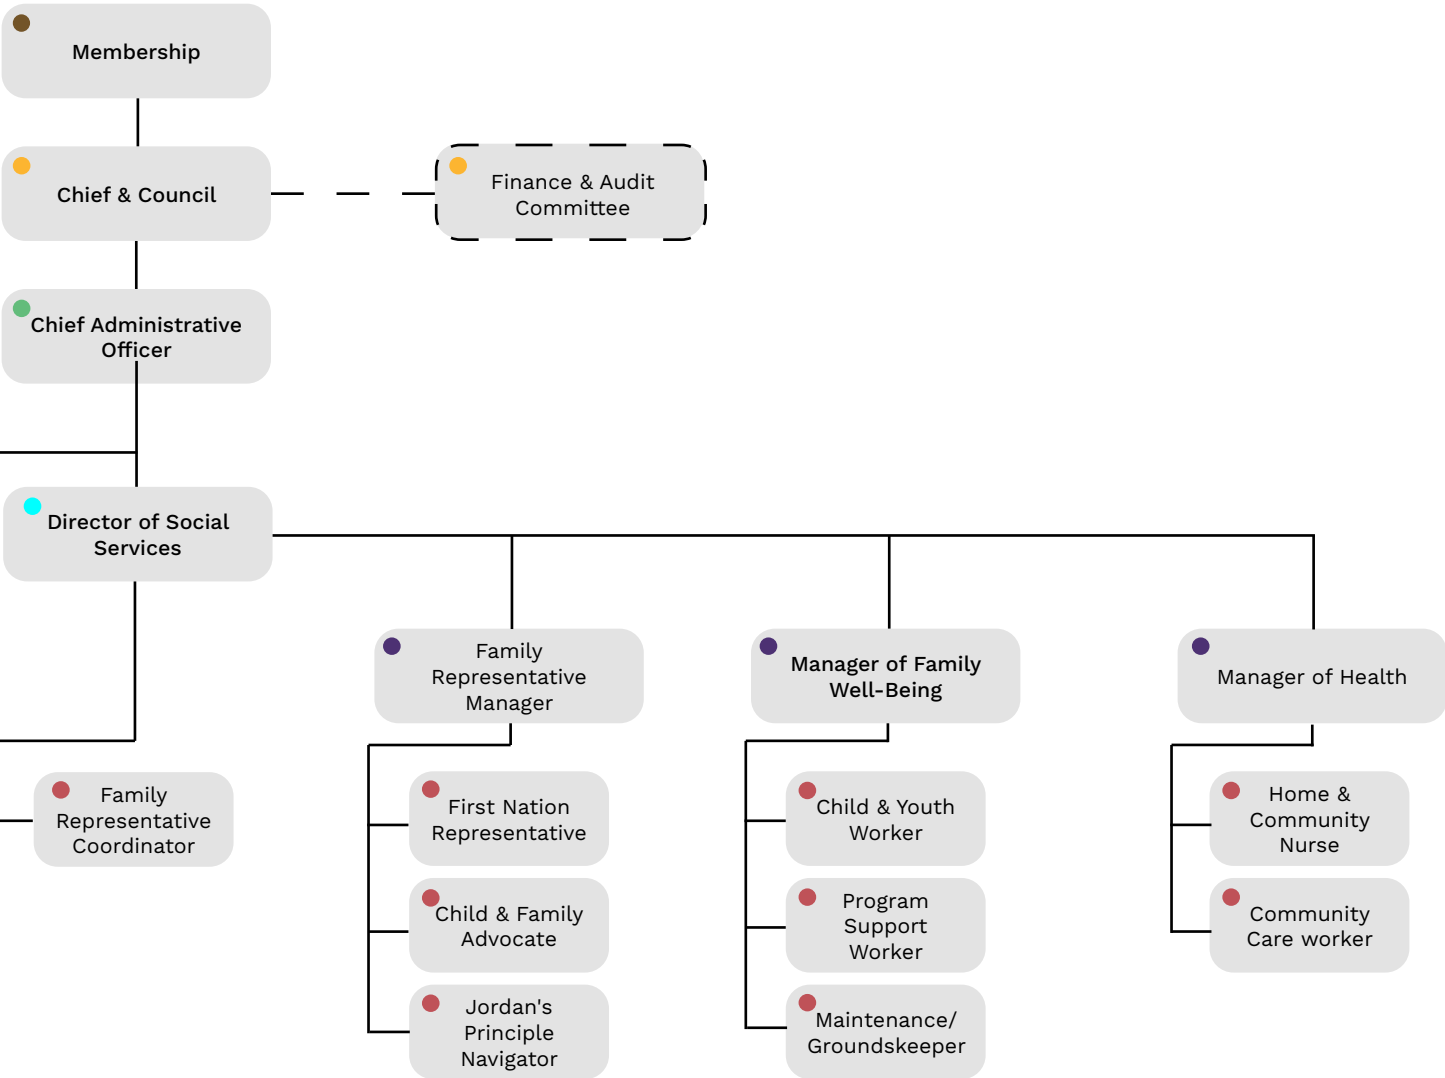 Membership
Chief & Council
Finance & Audit
Committee
Chief Administrative
Officer
Director of Social
Services
Family
Representative
Manager
Manager of Family
Well-Being
Manager of Health
Family
Representative
Coordinator
First Nation
Representative
Child & Family
Advocate
Jordan's
Principle
Navigator
Child & Youth
Worker
Program
Support
Worker
Maintenance/
Groundskeeper
Home &
Community
Nurse
Community
Care worker